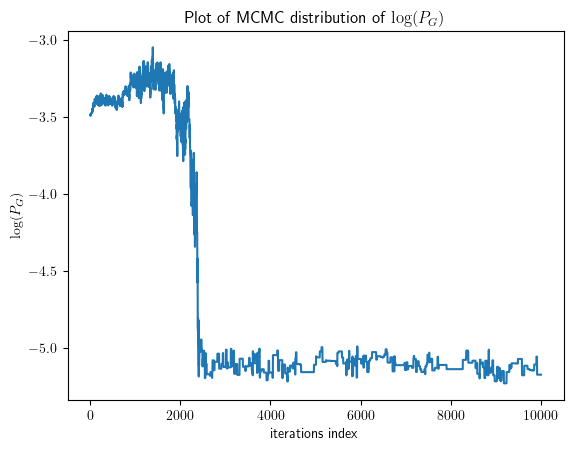 Plot of MCMC distribution of log(P_G)
−3.0
−3.5
−4.0
−4.5
−5.0
log(P_G)
0 2000 4000 6000 8000 10000
iterations index